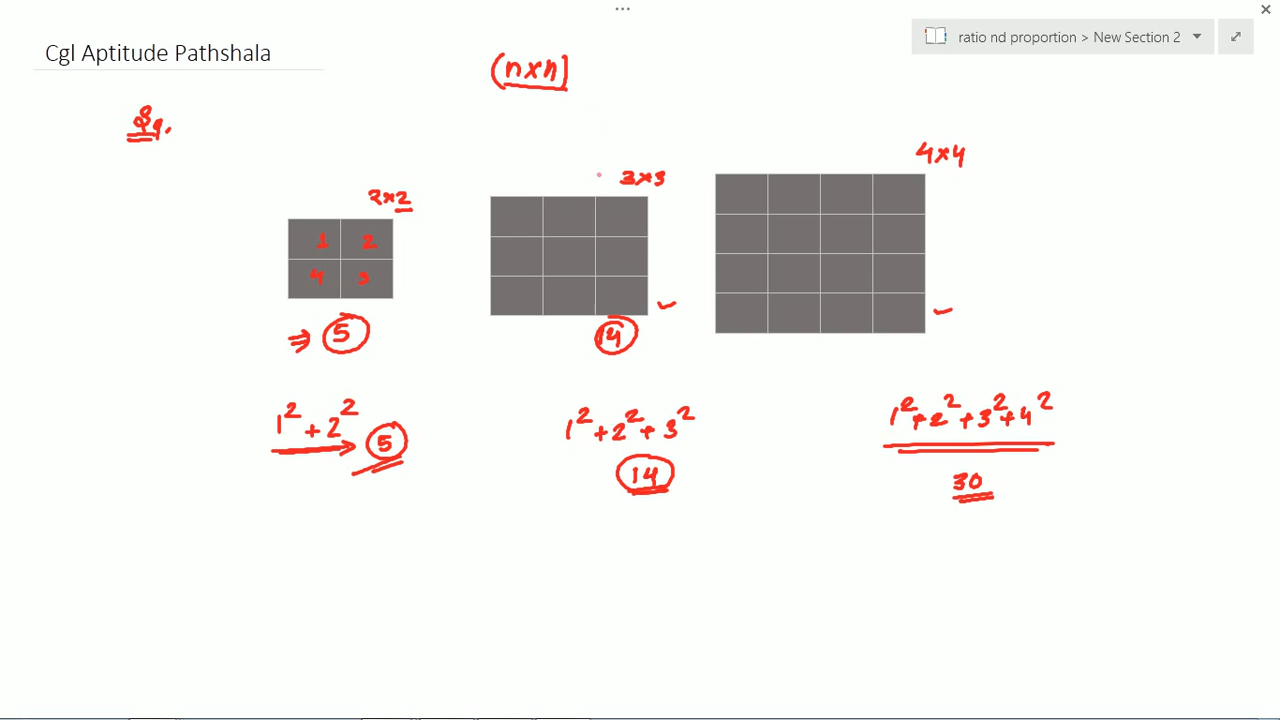 Cgl Aptitude Pathshala
ratio nd proportion > New Section 2
(n×n)
Sq.
2×2
3×3
4×4
1 2
4 3
⇒ 5
14
1² + 2²
5
1² + 2² + 3²
14
1² + 2² + 3² + 4²
30